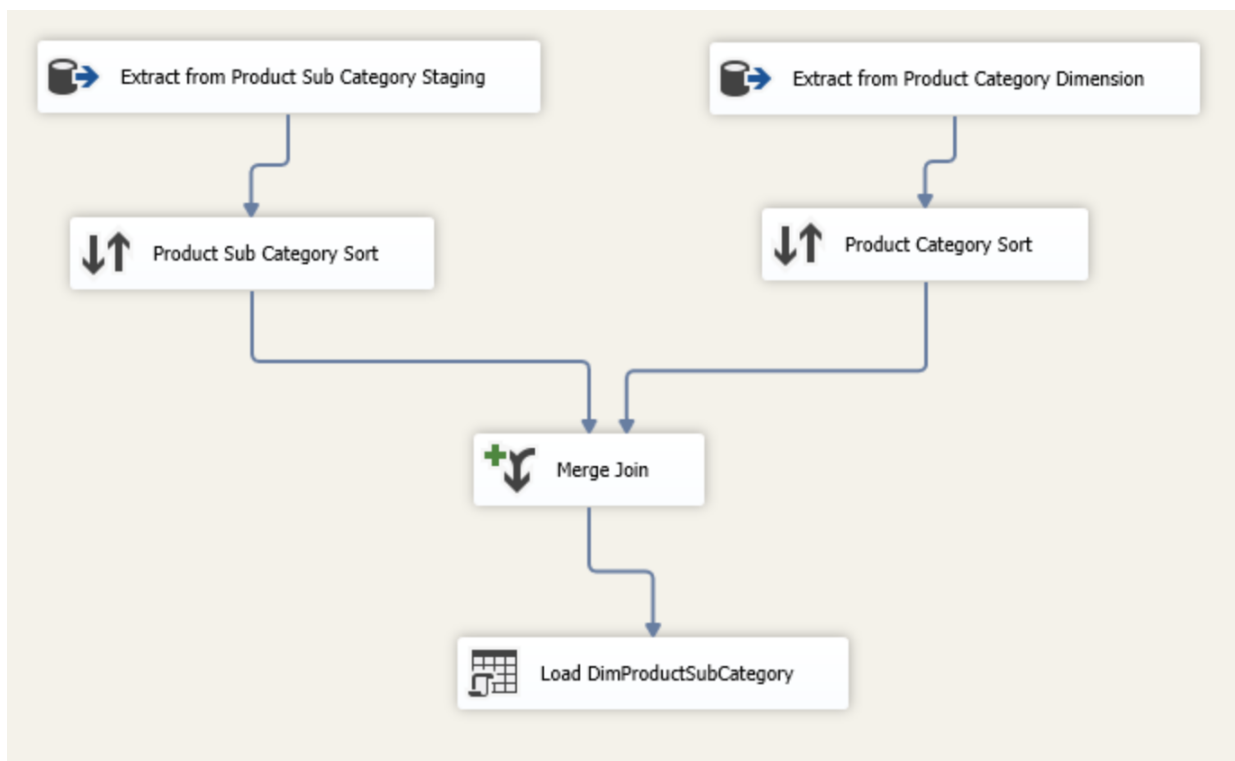 Extract from Product Sub Category Staging
Extract from Product Category Dimension
Product Sub Category Sort
Product Category Sort
Merge Join
Load DimProductSubCategory